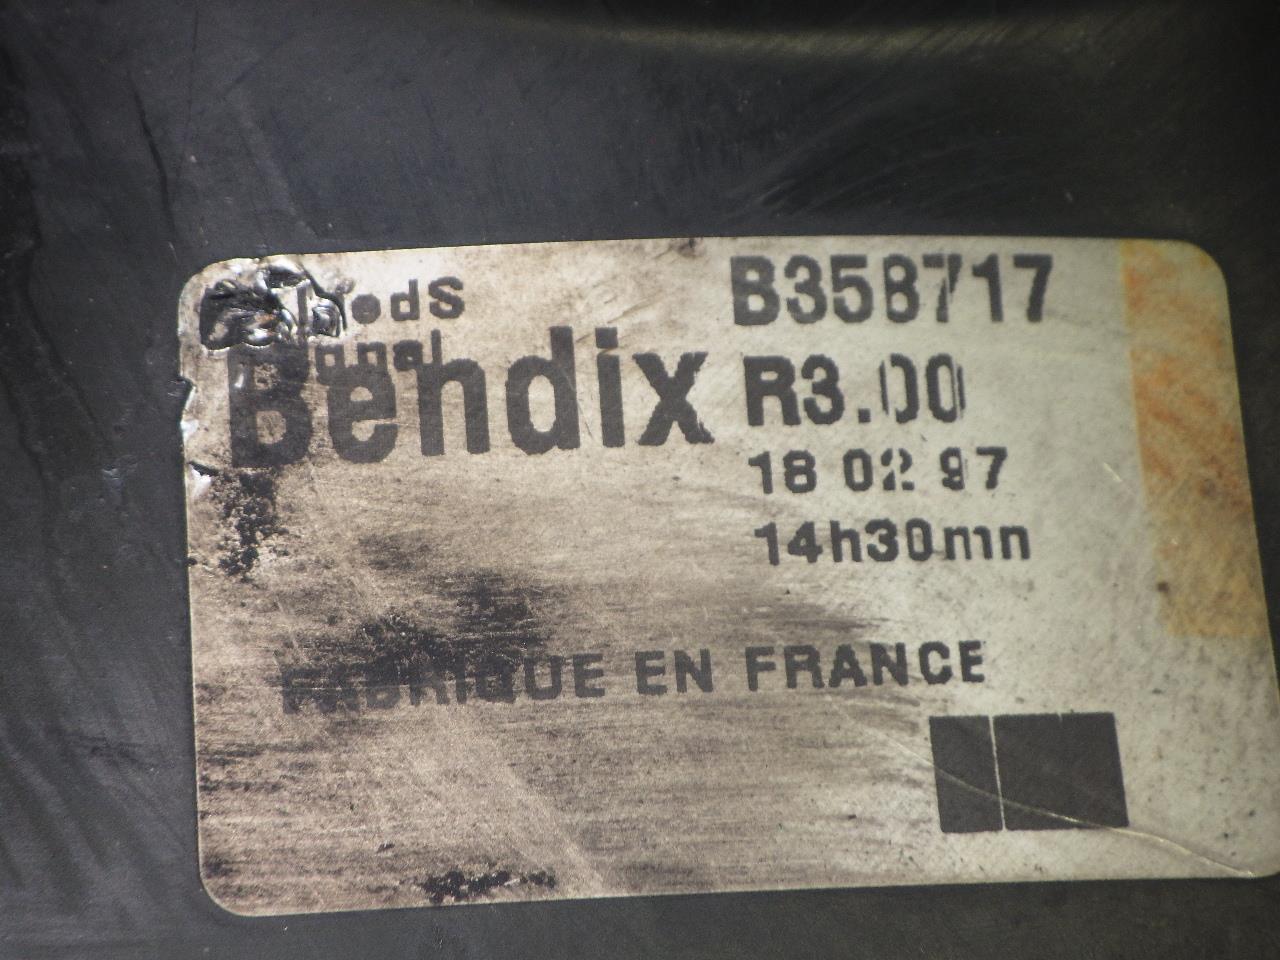 B358717
Bendix R3.00
18 02 97
14h30mn
FABRIQUE EN FRANCE